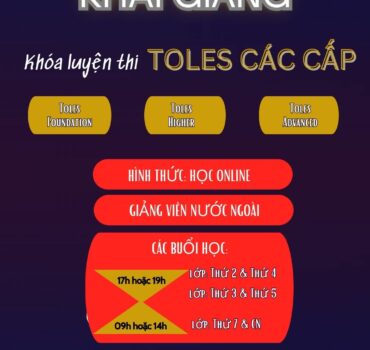 KHAI GIẢNG
Khóa luyện thi TOLES CÁC CẤP
TOLES FOUNDATION
TOLES HIGHER
TOLES ADVANCED
HÌNH THỨC: HỌC ONLINE
GIẢNG VIÊN NƯỚC NGOÀI
CÁC BUỔI HỌC:
17h hoặc 19h
LỚP: THỨ 2 & THỨ 4
LỚP: THỨ 3 & THỨ 5
09h hoặc 14h
LỚP: THỨ 7 & CN